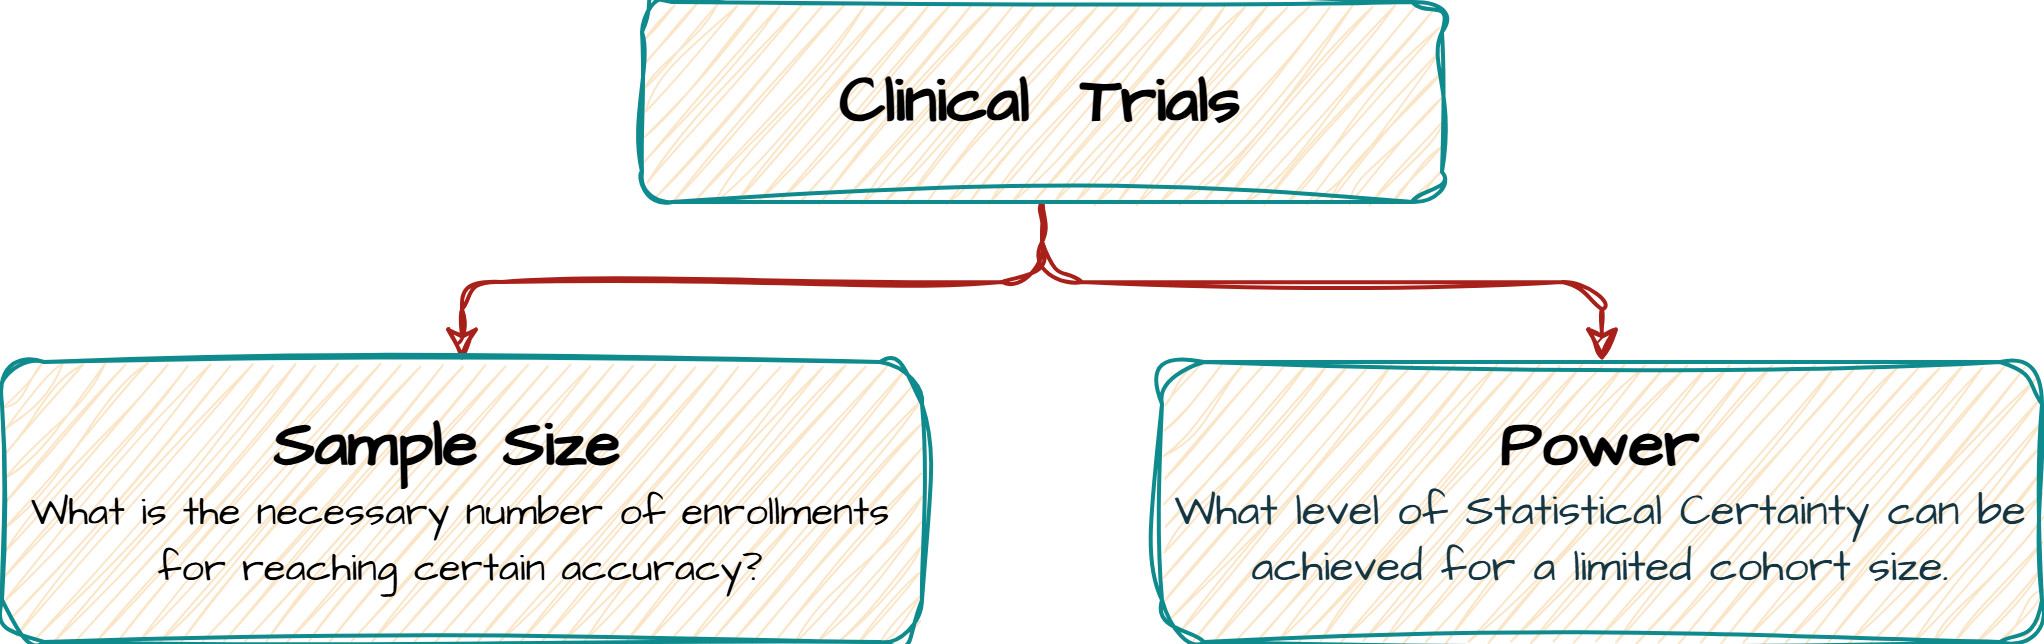 Clinical Trials
Sample Size
What is the necessary number of enrollments
for reaching certain accuracy?
Power
What level of Statistical Certainty can be
achieved for a limited cohort size.